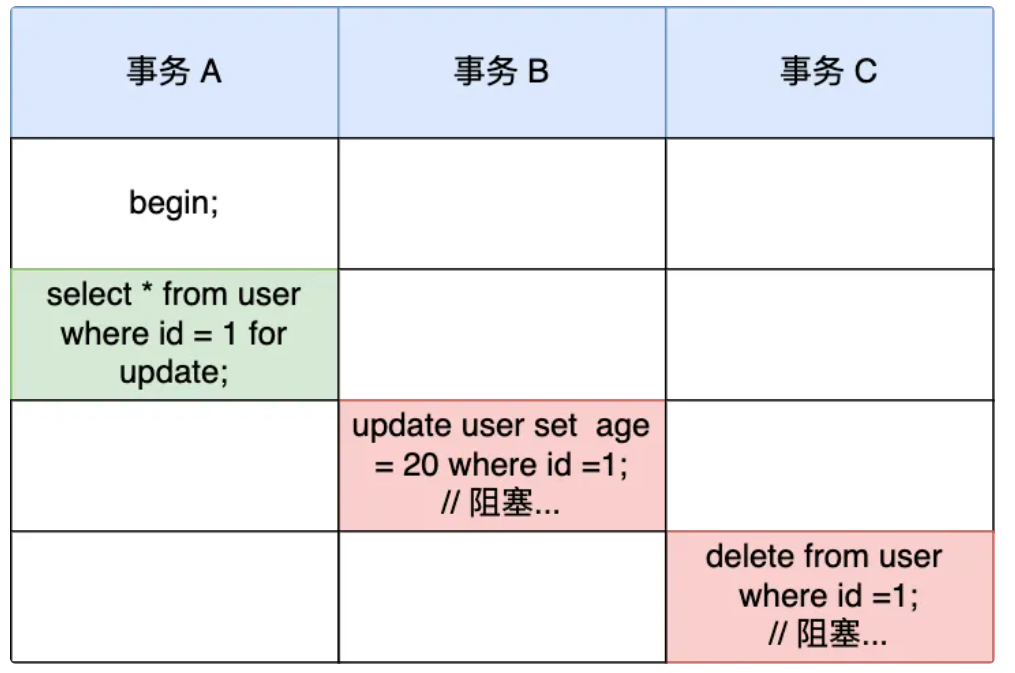 事务 A
事务 B
事务 C
begin;
select * from user
where id = 1 for
update;
update user set age
= 20 where id =1;
// 阻塞...
delete from user
where id =1;
// 阻塞...